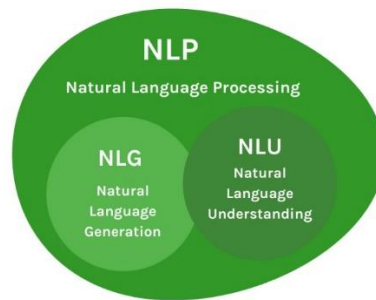 NLP
Natural Language Processing
NLG
Natural
Language
Generation
NLU
Natural
Language
Understanding